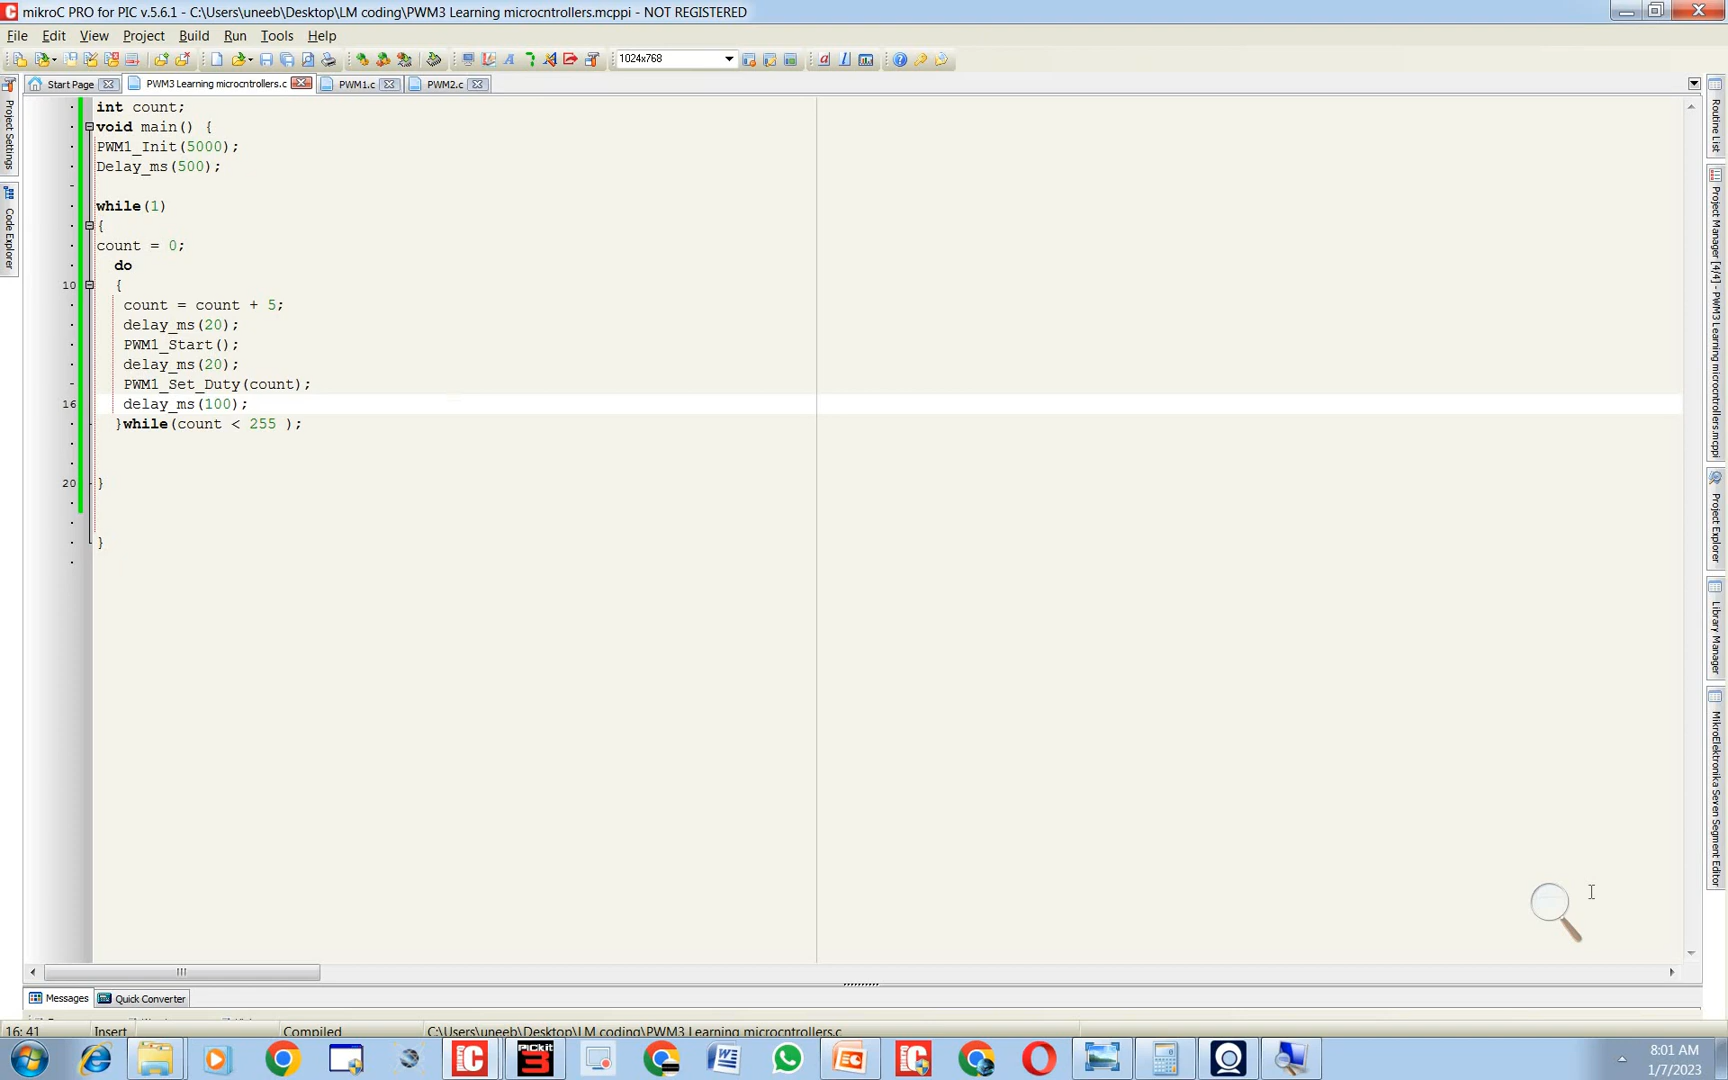 mikroC PRO for PIC v.5.6.1 - C:\Users\uneeb\Desktop\LM coding\PWM3 Learning microcntrollers.mcppi - NOT REGISTERED
File Edit View Project Build Run Tools Help
1024x768
Start Page PWM3 Learning microcntrollers.c PWM1.c PWM2.c
int count;
void main() {
PWM1_Init(5000);
Delay_ms(500);
while(1)
{
count = 0;
do
10 {
count = count + 5;
delay_ms(20);
PWM1_Start();
delay_ms(20);
PWM1_Set_Duty(count);
16 delay_ms(100);
}while(count < 255 );
20 }
}
Project Settings
Code Explorer
Routine List
Project Manager [4/4] - PWM3 Learning microcntrollers.mcppi
Project Explorer
Library Manager
MikroElektronika Seven Segment Editor
Messages Quick Converter
16:41 Insert Compiled C:\Users\uneeb\Desktop\LM coding\PWM3 Learning microcntrollers.c
PICkit 3
8:01 AM
1/7/2023